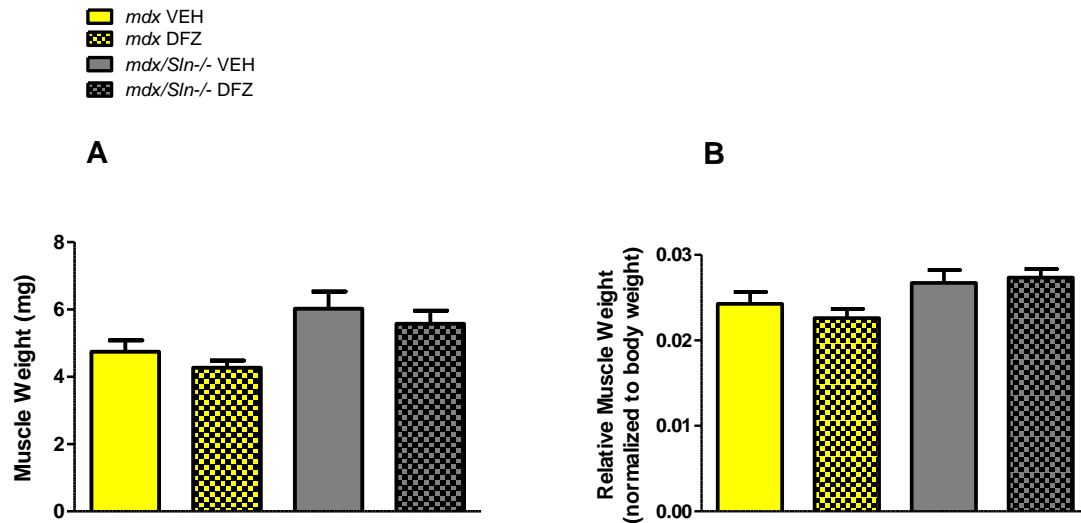 mdx VEH
mdx DFZ
mdx/Sln-/- VEH
mdx/Sln-/- DFZ
A
B
Muscle Weight (mg)
8
6
4
2
0
Relative Muscle Weight
(normalized to body weight)
0.03
0.02
0.01
0.00